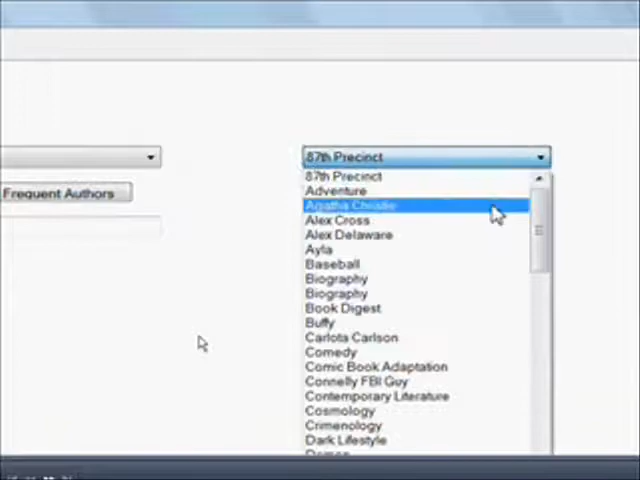 87th Precinct
87th Precinct
Adventure
Frequent Authors
Agatha Christie
Alex Cross
Alex Delaware
Ayla
Baseball
Biography
Biography
Book Digest
Buffy
Carlota Carlson
Comedy
Comic Book Adaptation
Connelly FBI Guy
Contemporary Literature
Cosmology
Crimenology
Dark Lifestyle